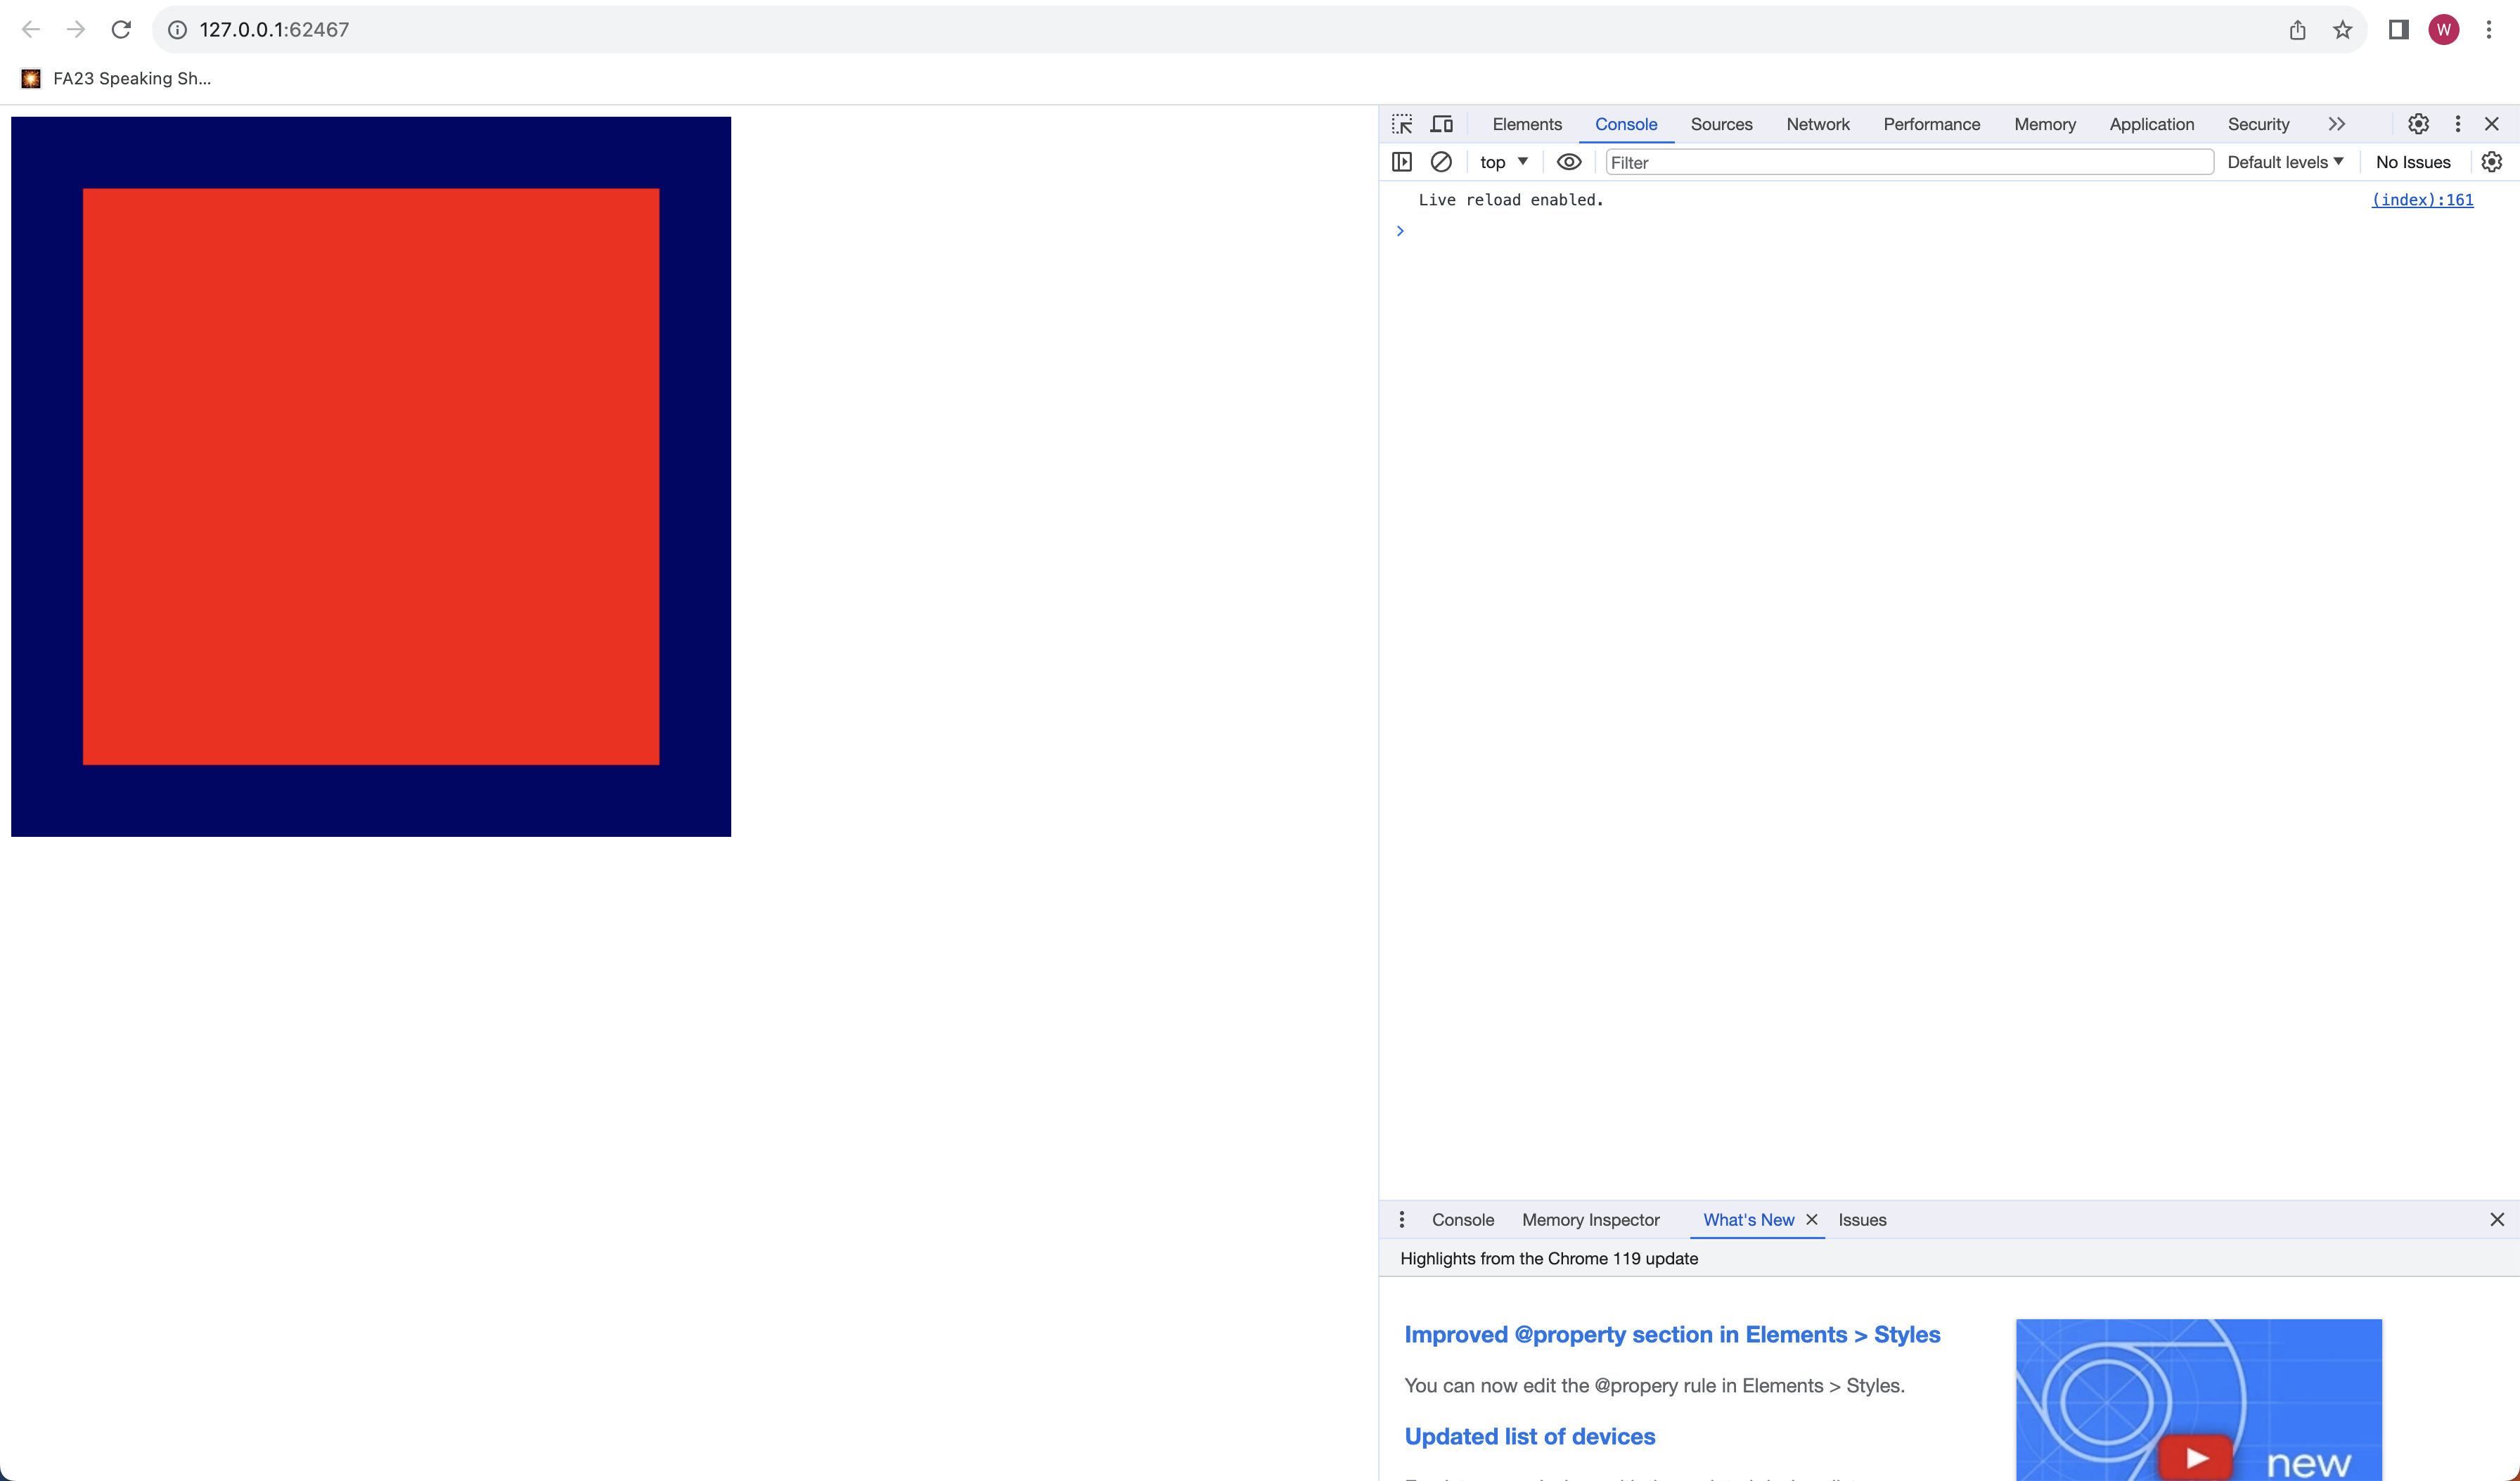 127.0.0.1:62467
W
FA23 Speaking Sh...
Elements Console Sources Network Performance Memory Application Security
top Filter Default levels No Issues
Live reload enabled. (index):161
Console Memory Inspector What's New Issues
Highlights from the Chrome 119 update
Improved @property section in Elements > Styles
You can now edit the @propery rule in Elements > Styles.
Updated list of devices
new